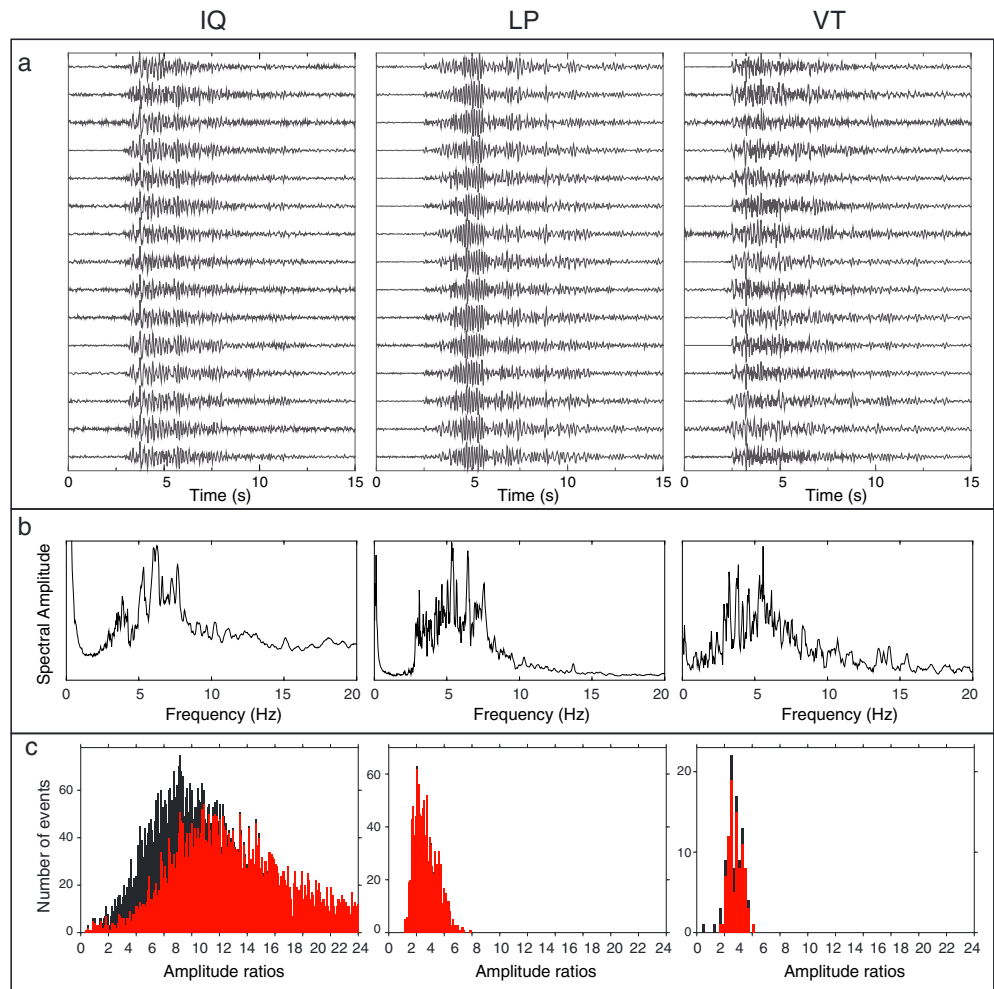 IQ LP VT
a
0 5 10 15 0 5 10 15 0 5 10 15
Time (s) Time (s) Time (s)
b
Spectral Amplitude
0 5 10 15 20 0 5 10 15 20 0 5 10 15 20
Frequency (Hz) Frequency (Hz) Frequency (Hz)
c
Number of events
60
40
20
0
60
40
20
0
20
10
0
0 2 4 6 8 10 12 14 16 18 20 22 24 0 2 4 6 8 10 12 14 16 18 20 22 24 0 2 4 6 8 10 12 14 16 18 20 22 24
Amplitude ratios Amplitude ratios Amplitude ratios